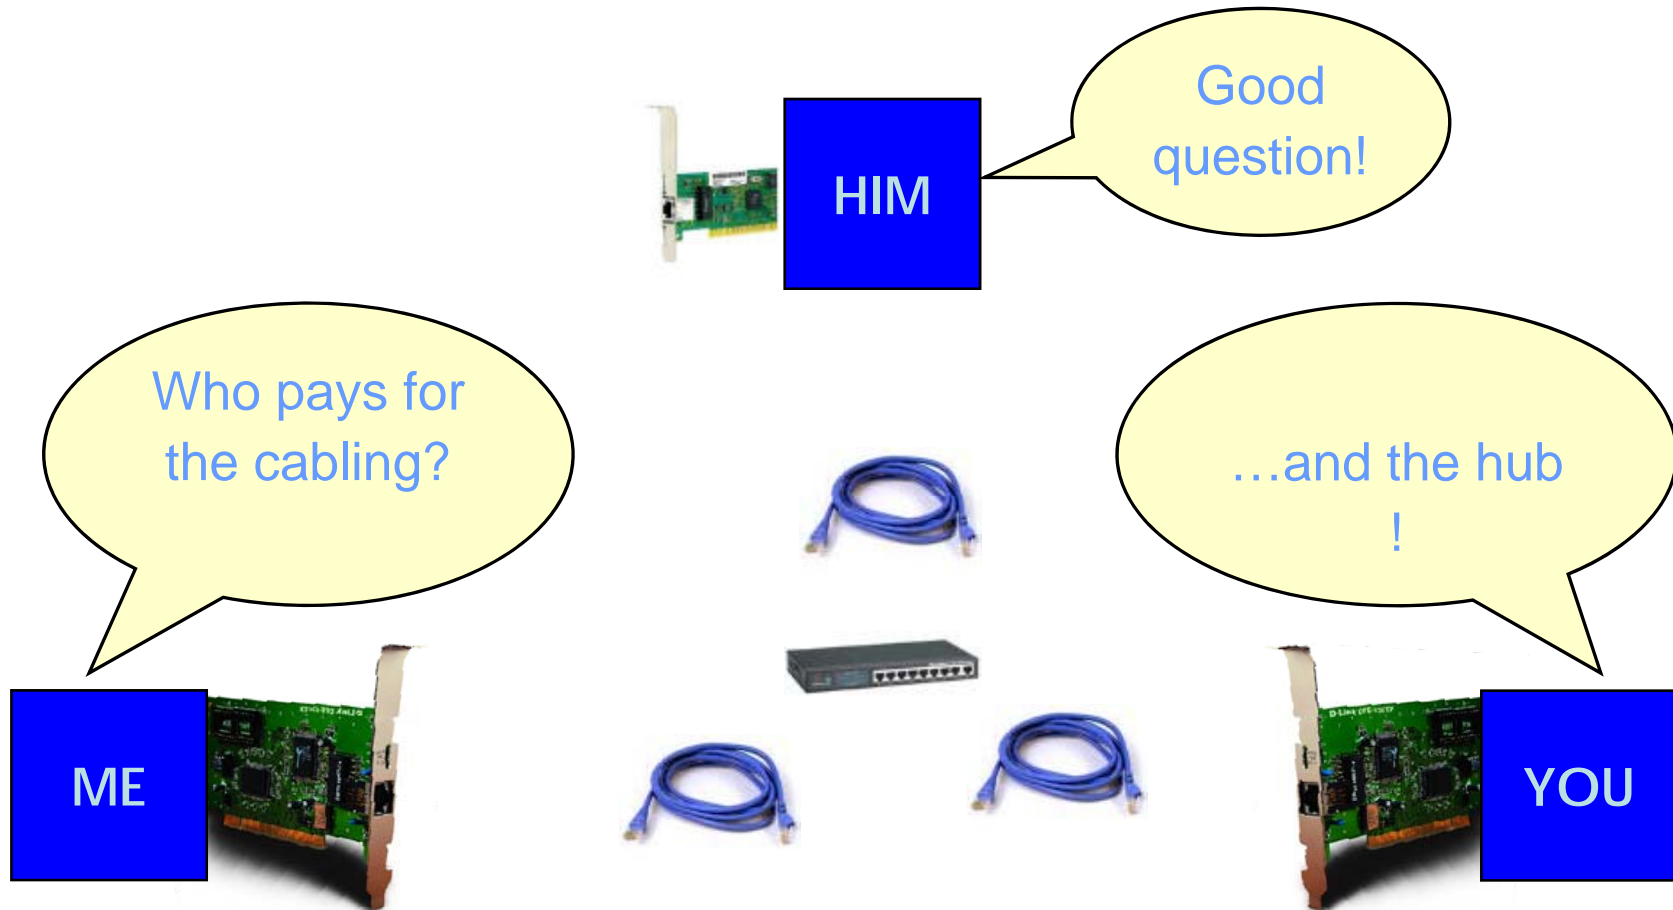 Good
question!
HIM
Who pays for
the cabling?
…and the hub
!
ME
YOU